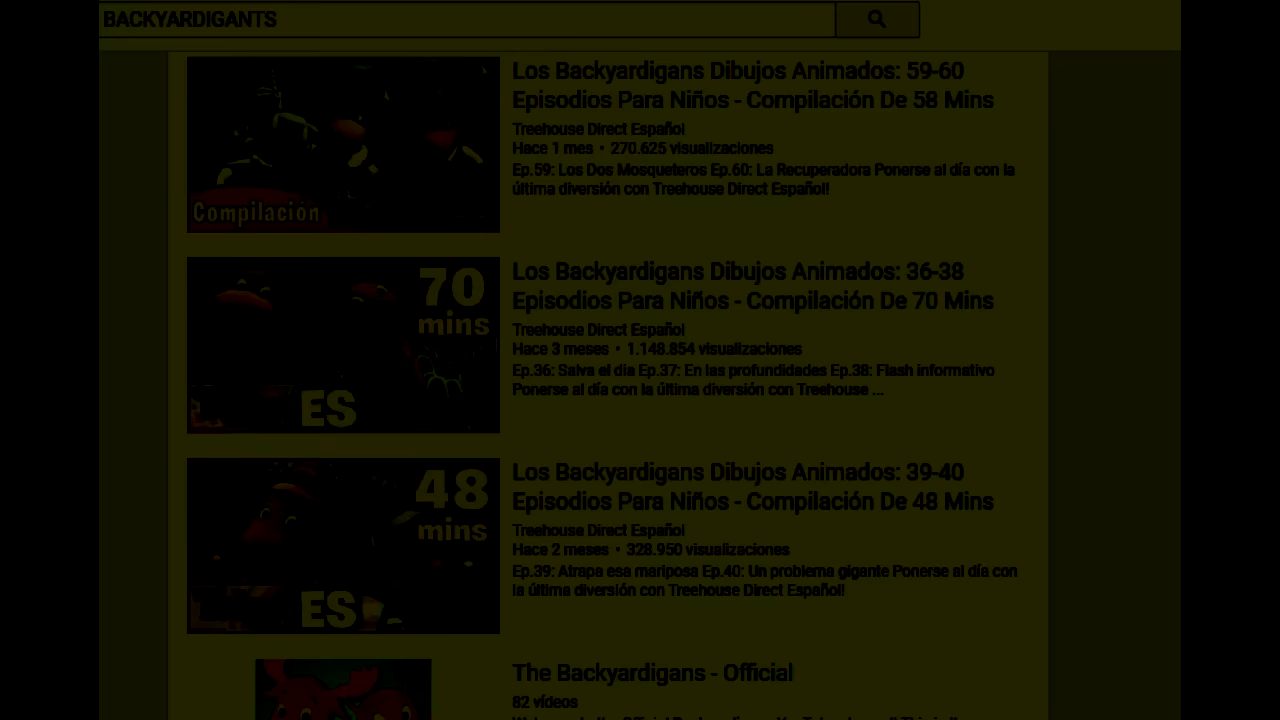 BACKYARDIGANTS
Los Backyardigans Dibujos Animados: 59-60
Episodios Para Niños - Compilación De 58 Mins
Treehouse Direct Español
Hace 1 mes • 270.625 visualizaciones
Ep.59: Los Dos Mosqueteros Ep.60: La Recuperadora Ponerse al día con la
última diversión con Treehouse Direct Español!
Compilación
70
mins
ES
Los Backyardigans Dibujos Animados: 36-38
Episodios Para Niños - Compilación De 70 Mins
Treehouse Direct Español
Hace 3 meses • 1.148.854 visualizaciones
Ep.36: Salva el dia Ep.37: En las profundidades Ep.38: Flash informativo
Ponerse al día con la última diversión con Treehouse ...
48
mins
ES
Los Backyardigans Dibujos Animados: 39-40
Episodios Para Niños - Compilación De 48 Mins
Treehouse Direct Español
Hace 2 meses • 328.950 visualizaciones
Ep.39: Atrapa esa mariposa Ep.40: Un problema gigante Ponerse al día con
la última diversión con Treehouse Direct Español!
The Backyardigans - Official
82 vídeos